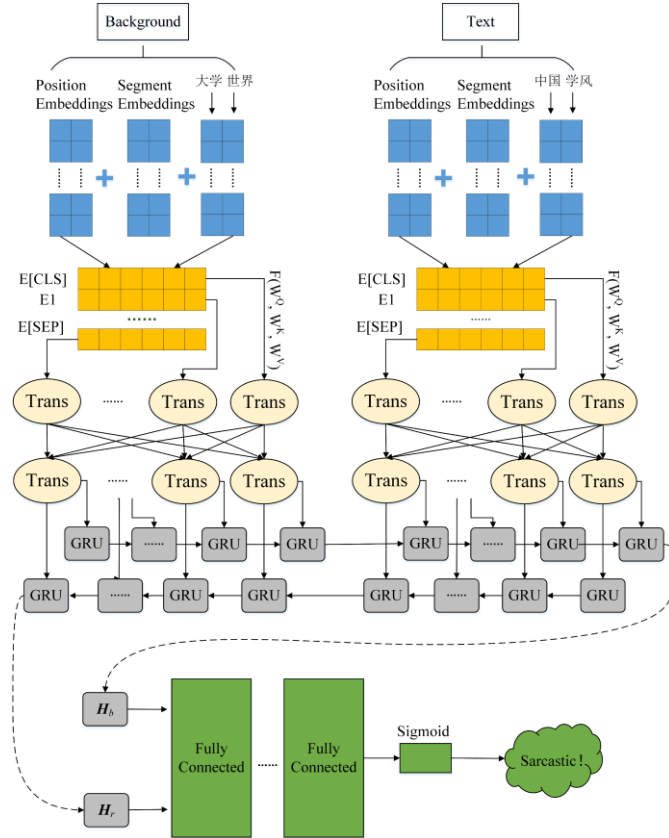 Background
Text
Position Embeddings
Segment Embeddings
大学 世界
Position Embeddings
Segment Embeddings
中国 学风
E[CLS]
E1
......
E[SEP]
F(W^Q, W^K, W^V)
E[CLS]
E1
......
E[SEP]
F(W^Q, W^K, W^V)
Trans ...... Trans Trans
Trans ...... Trans Trans
Trans ...... Trans Trans
Trans ...... Trans Trans
GRU ...... GRU GRU
GRU ...... GRU GRU
GRU ...... GRU GRU
GRU ...... GRU GRU
H_b
H_r
Fully Connected
......
Fully Connected
Sigmoid
Sarcastic!